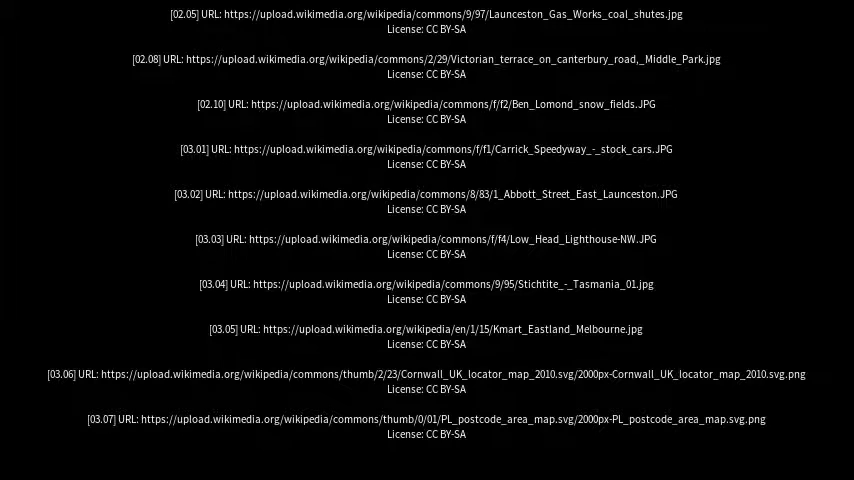 [02.05] URL: https://upload.wikimedia.org/wikipedia/commons/9/97/Launceston_Gas_Works_coal_shutes.jpg
License: CC BY-SA
[02.08] URL: https://upload.wikimedia.org/wikipedia/commons/2/29/Victorian_terrace_on_canterbury_road,_Middle_Park.jpg
License: CC BY-SA
[02.10] URL: https://upload.wikimedia.org/wikipedia/commons/f/f2/Ben_Lomond_snow_fields.JPG
License: CC BY-SA
[03.01] URL: https://upload.wikimedia.org/wikipedia/commons/f/f1/Carrick_Speedyway_-_stock_cars.JPG
License: CC BY-SA
[03.02] URL: https://upload.wikimedia.org/wikipedia/commons/8/83/1_Abbott_Street_East_Launceston.JPG
License: CC BY-SA
[03.03] URL: https://upload.wikimedia.org/wikipedia/commons/f/f4/Low_Head_Lighthouse-NW.JPG
License: CC BY-SA
[03.04] URL: https://upload.wikimedia.org/wikipedia/commons/9/95/Stichtite_-_Tasmania_01.jpg
License: CC BY-SA
[03.05] URL: https://upload.wikimedia.org/wikipedia/en/1/15/Kmart_Eastland_Melbourne.jpg
License: CC BY-SA
[03.06] URL: https://upload.wikimedia.org/wikipedia/commons/thumb/2/23/Cornwall_UK_locator_map_2010.svg/2000px-Cornwall_UK_locator_map_2010.svg.png
License: CC BY-SA
[03.07] URL: https://upload.wikimedia.org/wikipedia/commons/thumb/0/01/PL_postcode_area_map.svg/2000px-PL_postcode_area_map.svg.png
License: CC BY-SA